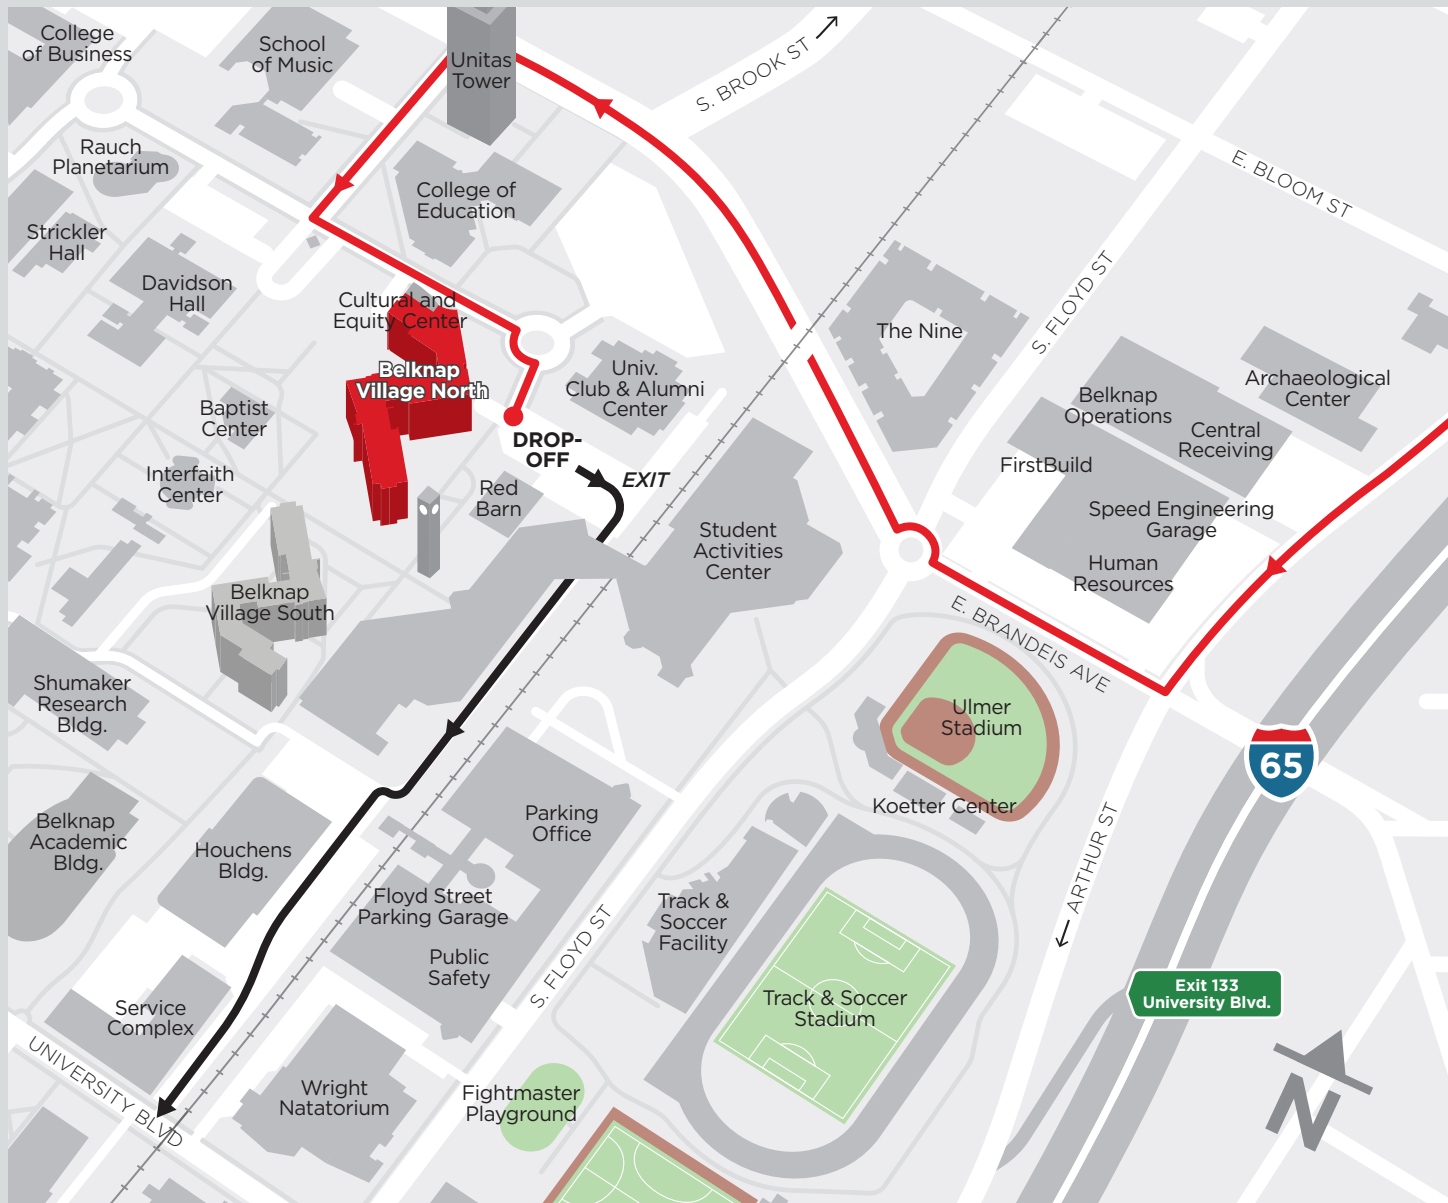 College
of Business
School
of Music
Unitas
Tower
S. BROOK ST
Rauch
Planetarium
College of
Education
E. BLOOM ST
Strickler
Hall
Davidson
Hall
Cultural and
Equity Center
S. FLOYD ST
The Nine
Belknap
Village North
Univ.
Club & Alumni
Center
Belknap
Operations
Archaeological
Center
Baptist
Center
Central
Receiving
DROP-
OFF
EXIT
FirstBuild
Interfaith
Center
Red
Barn
Speed Engineering
Garage
Student
Activities
Center
Human
Resources
Belknap
Village South
E. BRANDEIS AVE
Shumaker
Research
Bldg.
Ulmer
Stadium
65
Koetter Center
Parking
Office
Belknap
Academic
Bldg.
Houchens
Bldg.
ARTHUR ST
Floyd Street
Parking Garage
Track &
Soccer
Facility
Public
Safety
S. FLOYD ST
Exit 133
University Blvd.
Track & Soccer
Stadium
Service
Complex
UNIVERSITY BLVD
Wright
Natatorium
Fightmaster
Playground
N